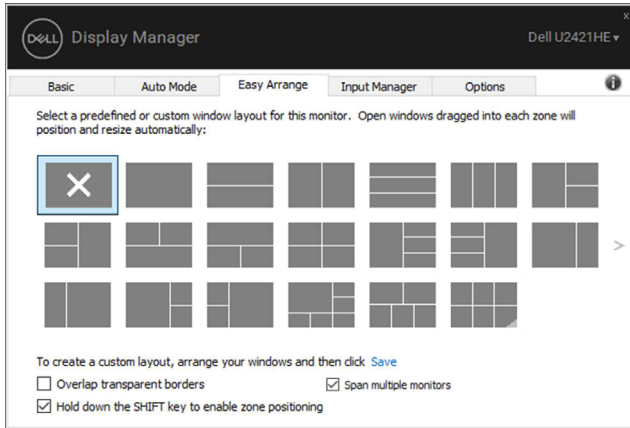 DELL Display Manager
Dell U2421HE
Basic Auto Mode Easy Arrange Input Manager Options
Select a predefined or custom window layout for this monitor. Open windows dragged into each zone will
position and resize automatically:
To create a custom layout, arrange your windows and then click Save
Overlap transparent borders
Span multiple monitors
Hold down the SHIFT key to enable zone positioning